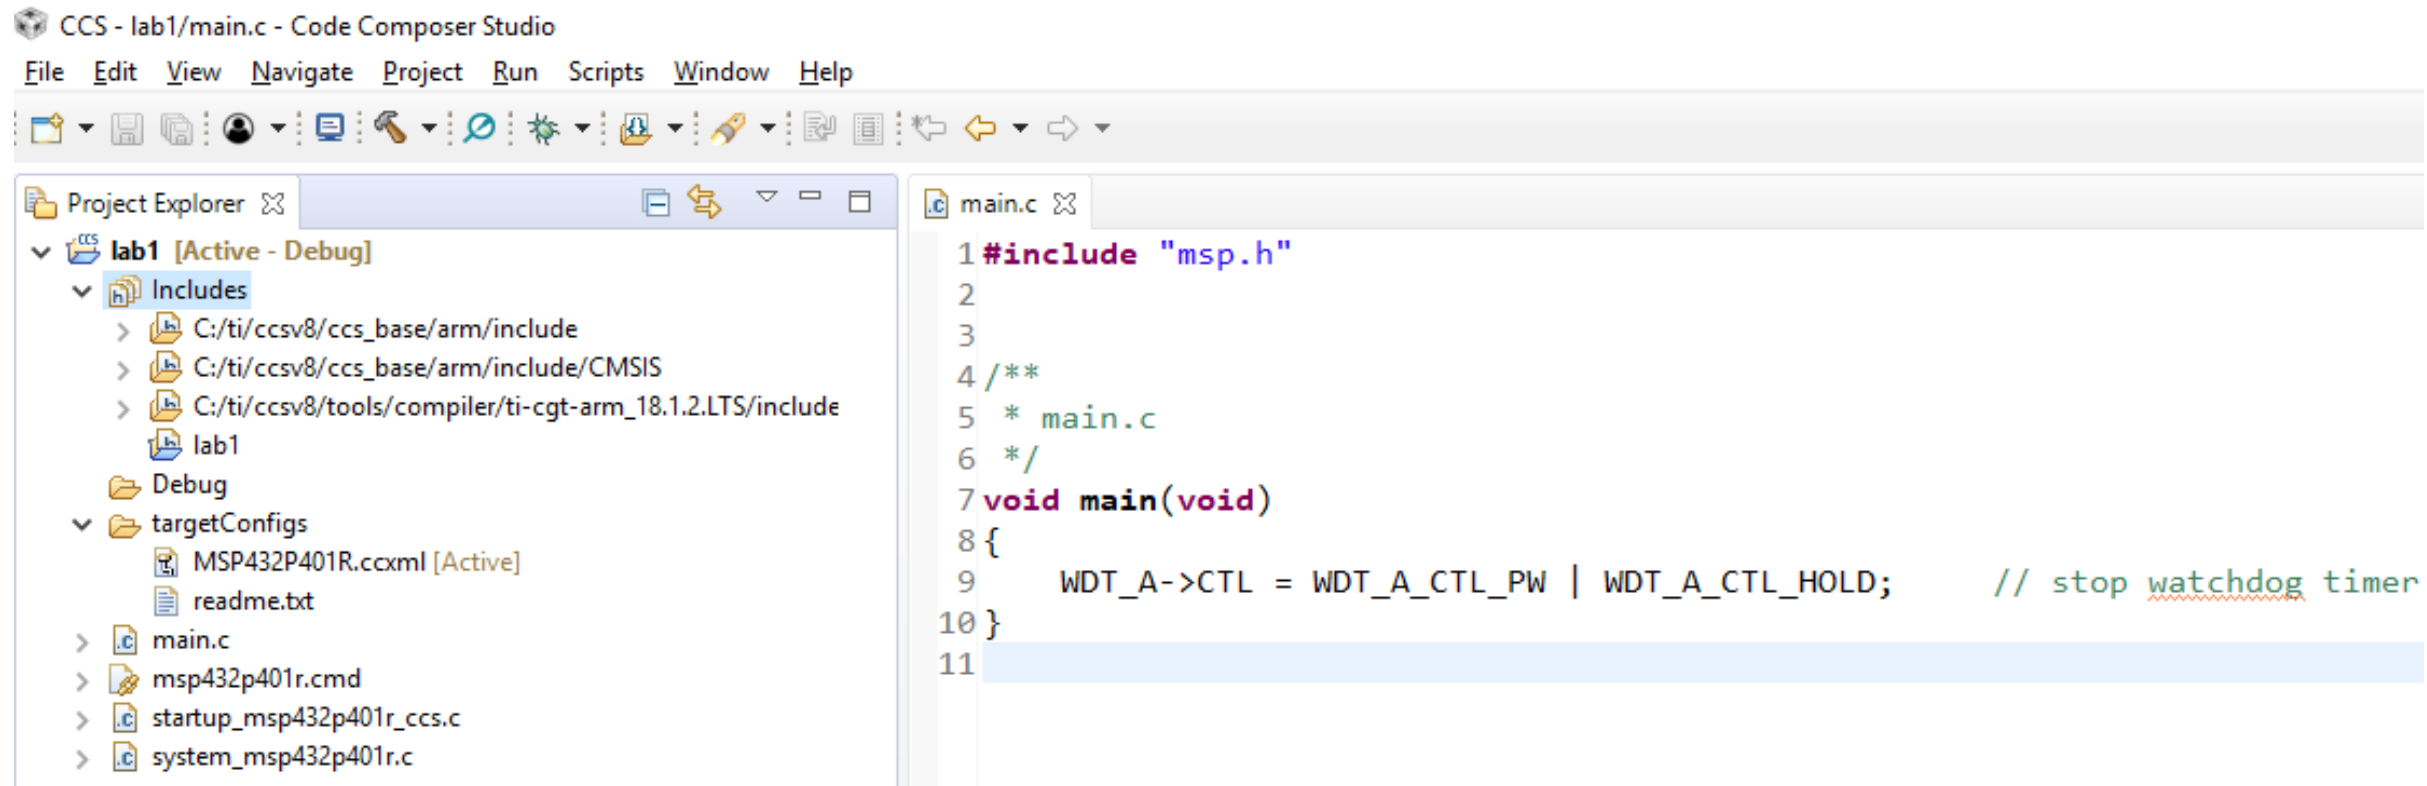 CCS - lab1/main.c - Code Composer Studio
File Edit View Navigate Project Run Scripts Window Help
Project Explorer
lab1 [Active - Debug]
Includes
C:/ti/ccsv8/ccs_base/arm/include
C:/ti/ccsv8/ccs_base/arm/include/CMSIS
C:/ti/ccsv8/tools/compiler/ti-cgt-arm_18.1.2.LTS/include
lab1
Debug
targetConfigs
MSP432P401R.ccxml [Active]
readme.txt
main.c
msp432p401r.cmd
startup_msp432p401r_ccs.c
system_msp432p401r.c
main.c
1 #include "msp.h"
2
3
4 /**
5  * main.c
6  */
7 void main(void)
8 {
9     WDT_A->CTL = WDT_A_CTL_PW | WDT_A_CTL_HOLD;     // stop watchdog timer
10 }
11